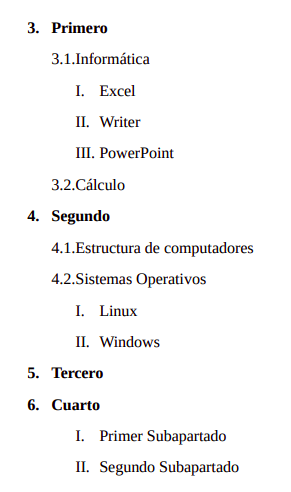 3. Primero
3.1.Informática
I. Excel
II. Writer
III. PowerPoint
3.2.Cálculo
4. Segundo
4.1.Estructura de computadores
4.2.Sistemas Operativos
I. Linux
II. Windows
5. Tercero
6. Cuarto
I. Primer Subapartado
II. Segundo Subapartado